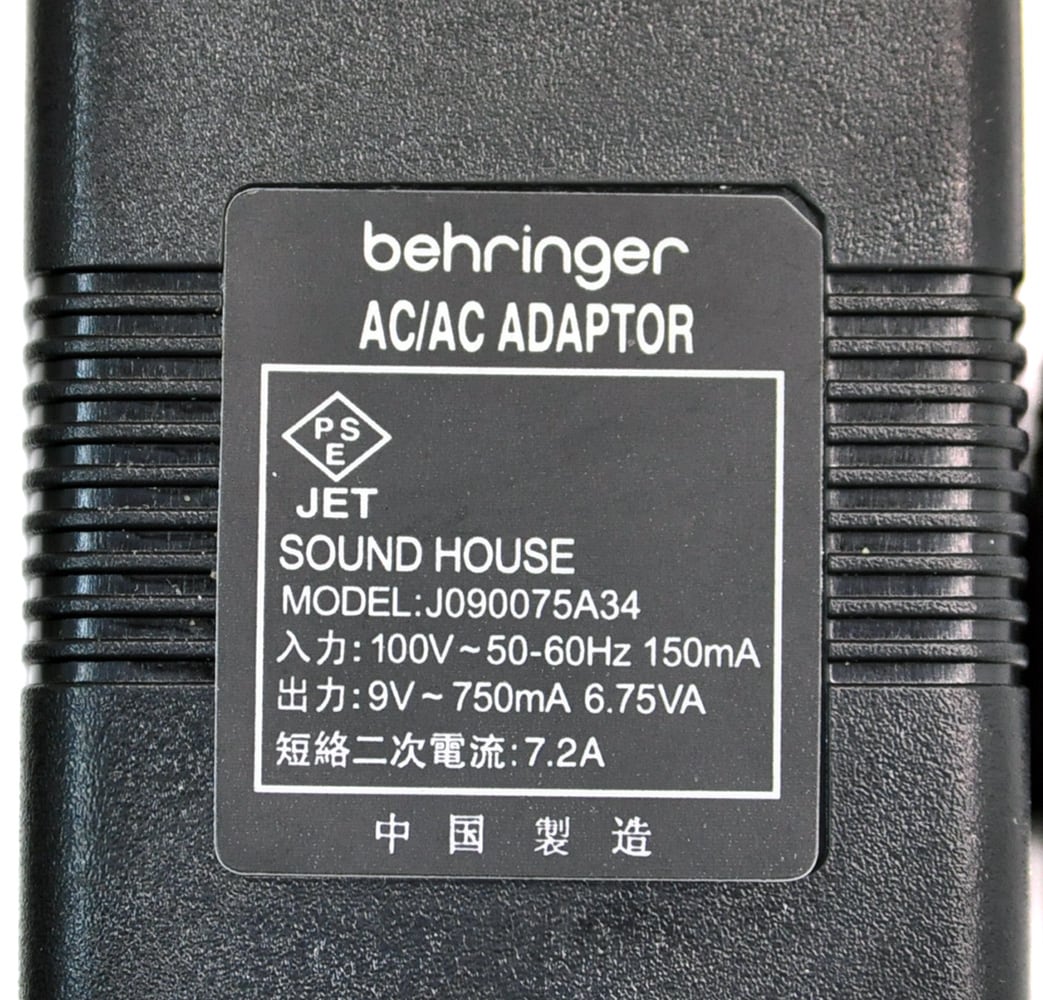 behringer
AC/AC ADAPTOR
PS
E
JET
SOUND HOUSE
MODEL:J090075A34
入力:100V~50-60Hz 150mA
出力:9V~750mA 6.75VA
短絡二次電流:7.2A
中国製造